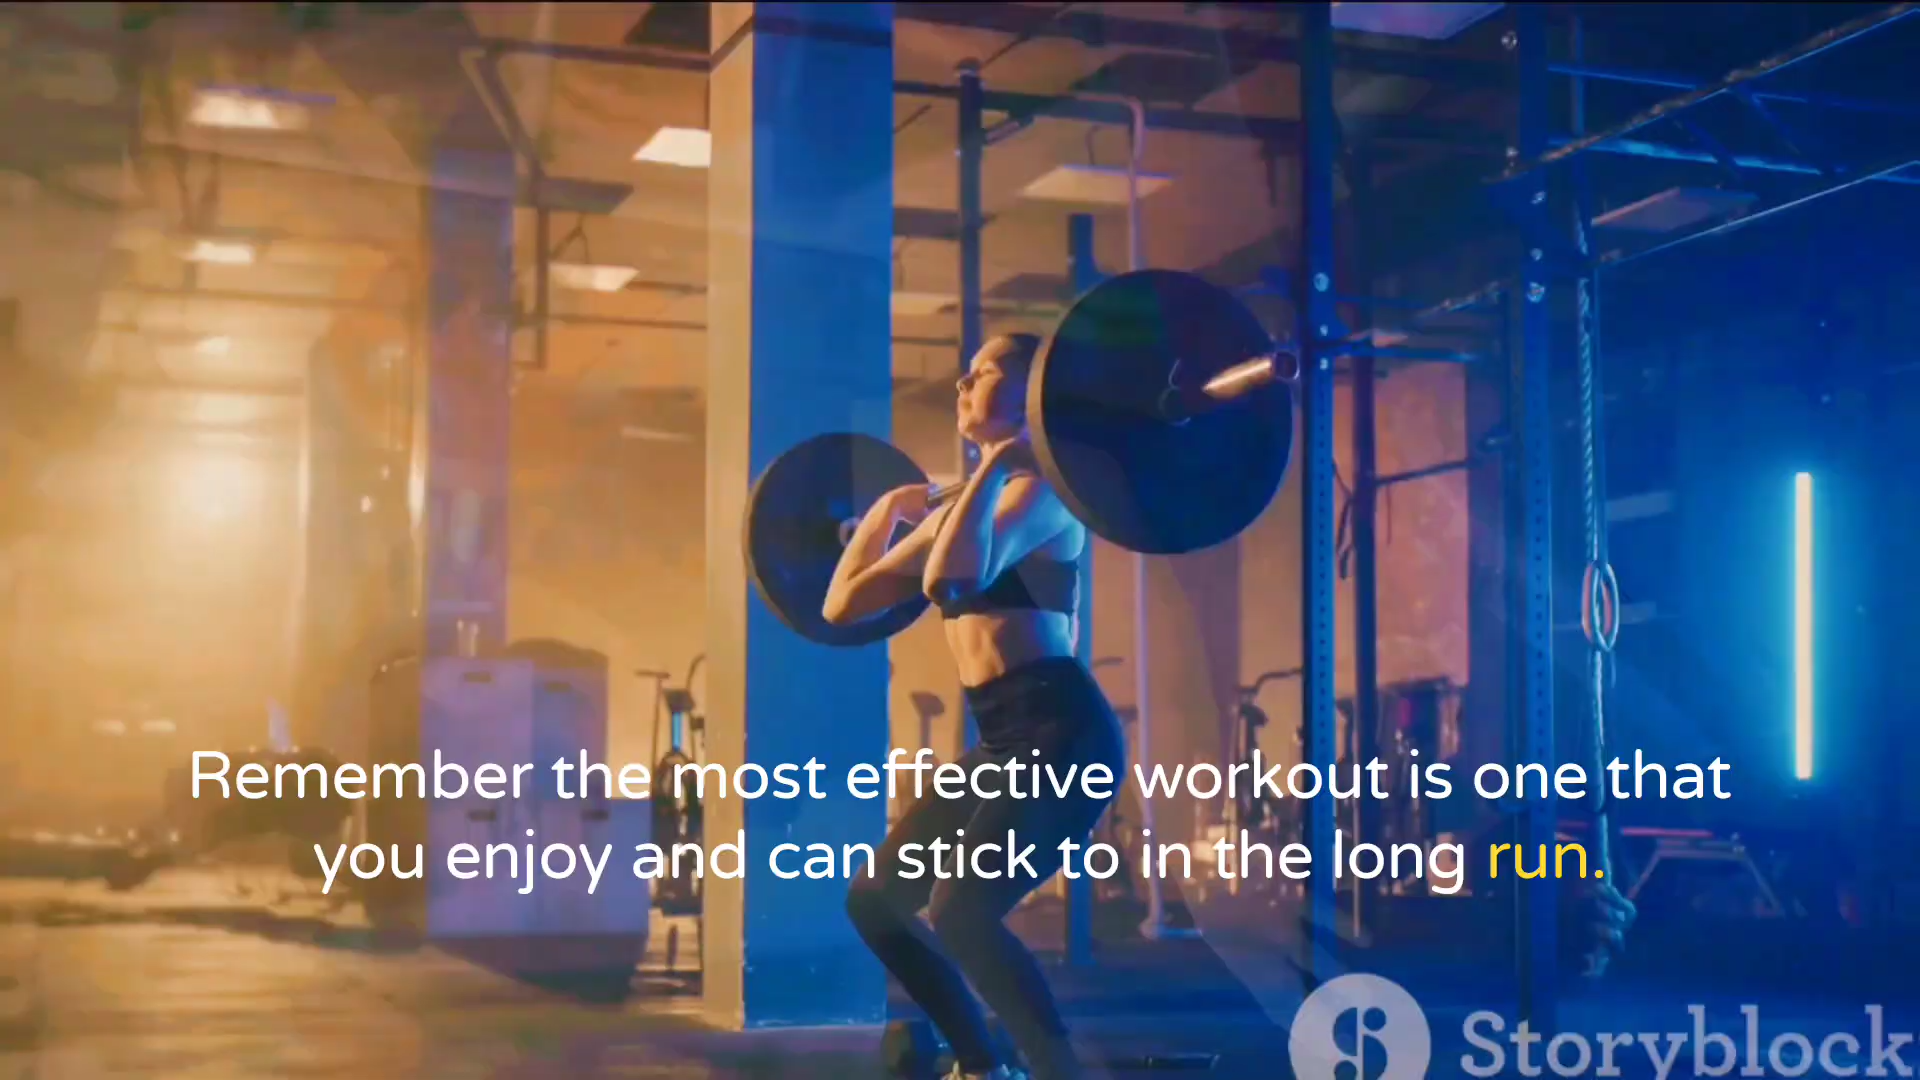 Remember the most effective workout is one that
you enjoy and can stick to in the long run.
Storyblock